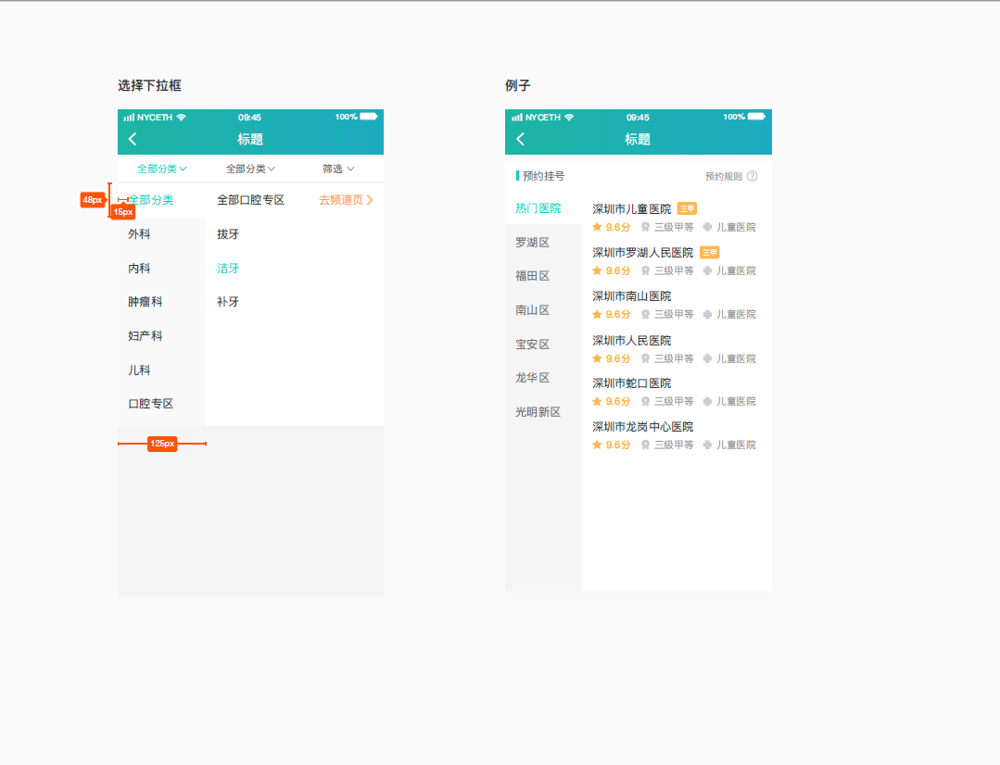 选择下拉框
NYCETH 09:45 100%
标题
全部分类 全部分类 筛选
48px 全部分类 全部口腔专区 去频道页
15px
外科 拔牙
内科 洁牙
肿瘤科 补牙
妇产科
儿科
口腔专区
125px
例子
NYCETH 09:45 100%
标题
预约挂号 预约规则 ?
热门医院
罗湖区
福田区
南山区
宝安区
龙华区
光明新区
深圳市儿童医院 三甲
9.6分 三级甲等 儿童医院
深圳市罗湖人民医院 三甲
9.6分 三级甲等 儿童医院
深圳市南山医院
9.6分 三级甲等 儿童医院
深圳市人民医院
9.6分 三级甲等 儿童医院
深圳市蛇口医院
9.6分 三级甲等 儿童医院
深圳市龙岗中心医院
9.6分 三级甲等 儿童医院